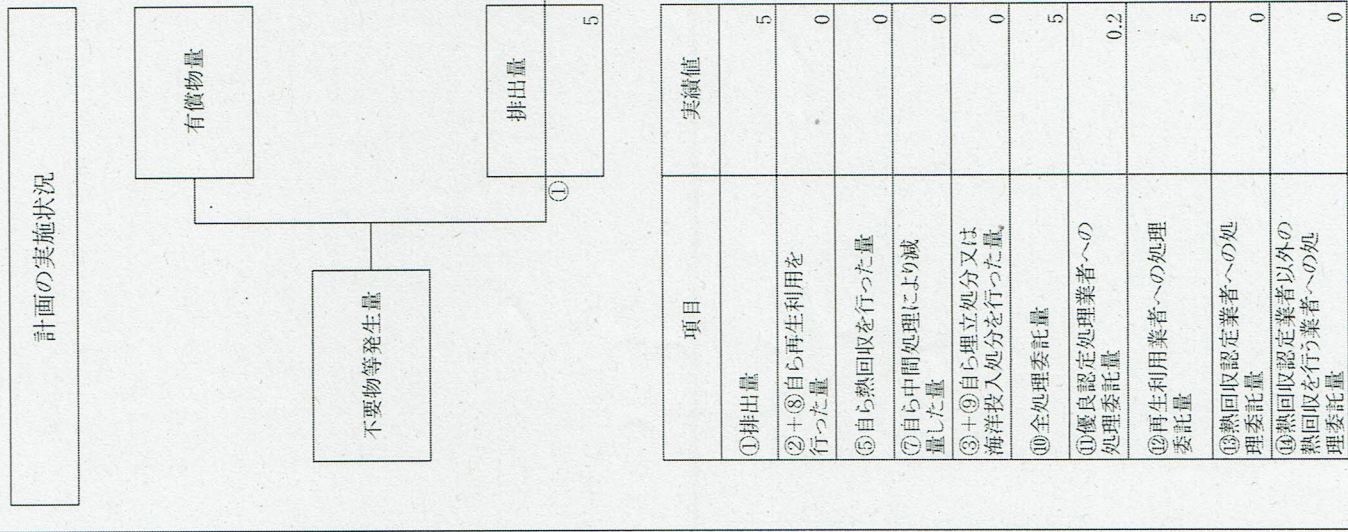 計画の実施状況
有償物量
不要物等発生量
排出量
①
5
項目
実績値
①排出量
5
②+⑧自ら再生利用を
行った量
0
⑤自ら熱回収を行った量
0
⑦自ら中間処理により減
量した量
0
③+⑨自ら埋立処分又は
海洋投入処分を行った量
0
⑩全処理委託量
5
⑪優良認定処理業者への
処理委託量
0.2
⑫再生利用業者への処理
委託量
5
⑬熱回収認定業者への処
理委託量
0
⑭熱回収認定業者以外の
熱回収を行う業者への処
理委託量
0